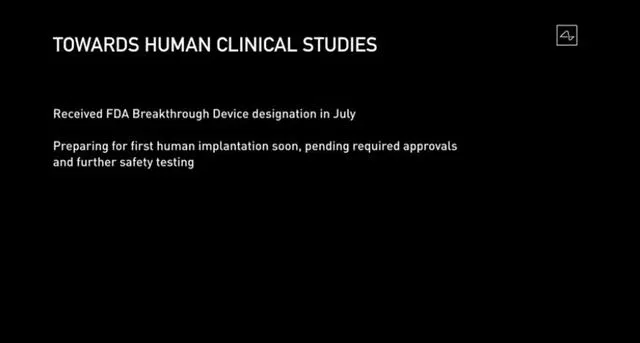 TOWARDS HUMAN CLINICAL STUDIES
Received FDA Breakthrough Device designation in July
Preparing for first human implantation soon, pending required approvals
and further safety testing